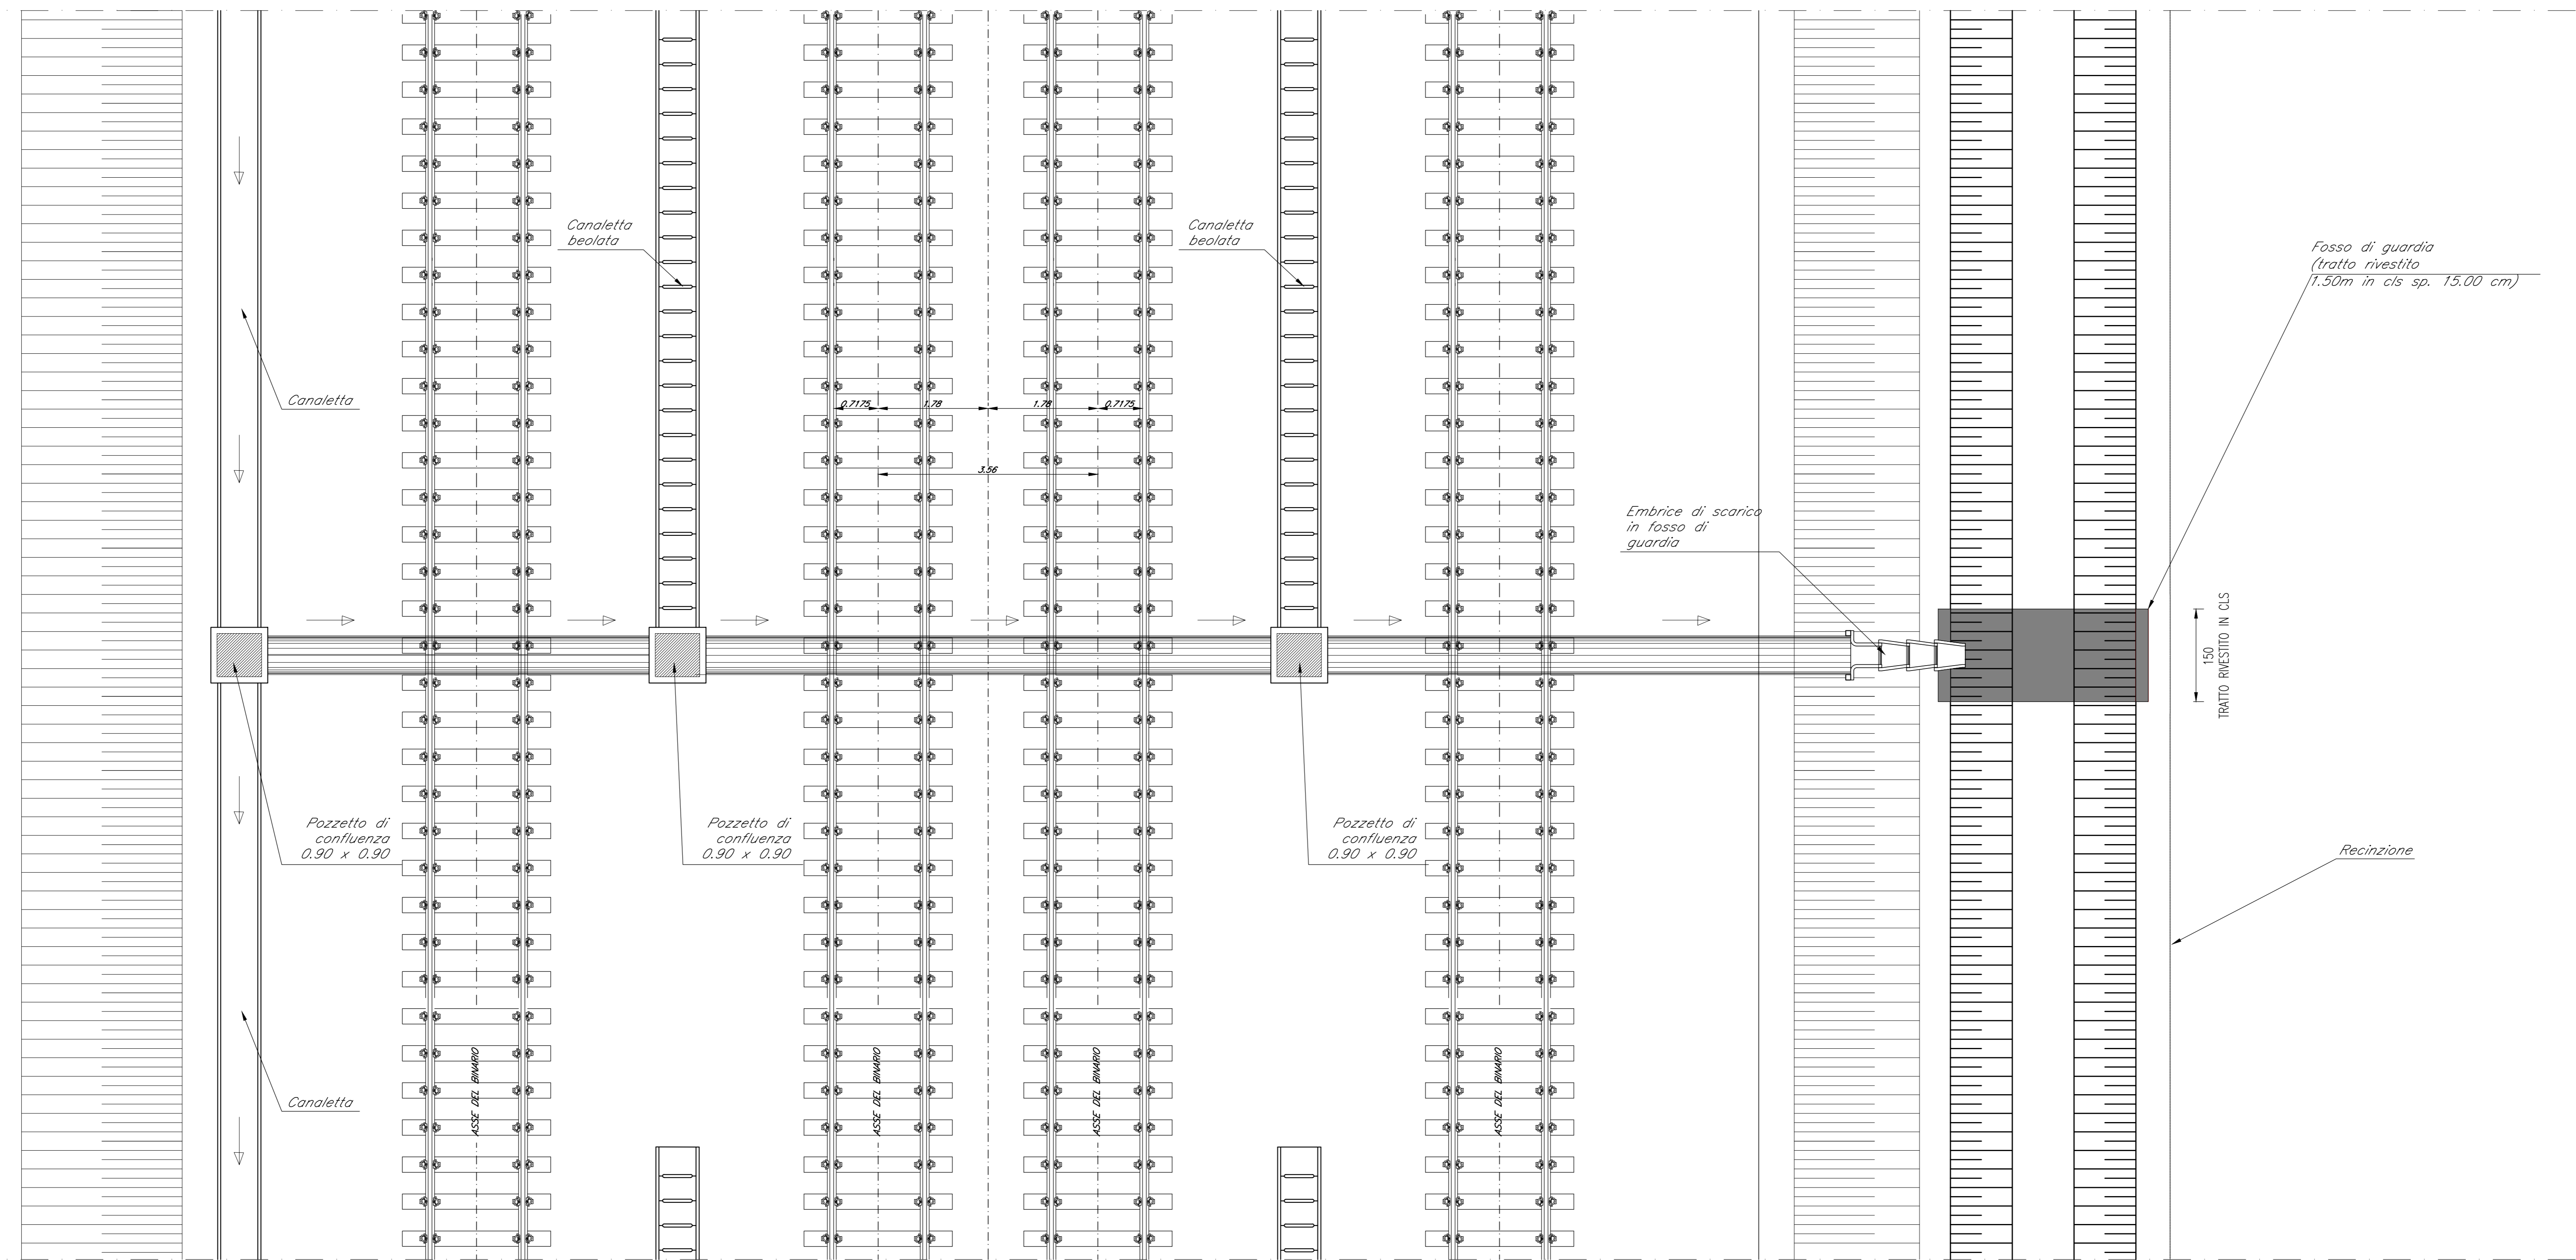 Canaletta
beolata
Canaletta
beolata
Fosso di guardia
(tratto rivestito
1.50m in cls sp. 15.00 cm)
Canaletta
0.7175
1.78
1.78
0.7175
3.56
Embrice di scarico
in fosso di
guardia
150
TRATTO RIVESTITO IN CLS
Pozzetto di
confluenza
0.90 x 0.90
Pozzetto di
confluenza
0.90 x 0.90
Pozzetto di
confluenza
0.90 x 0.90
Recinzione
Canaletta
ASSE DEL BINARIO
ASSE DEL BINARIO
ASSE DEL BINARIO
ASSE DEL BINARIO